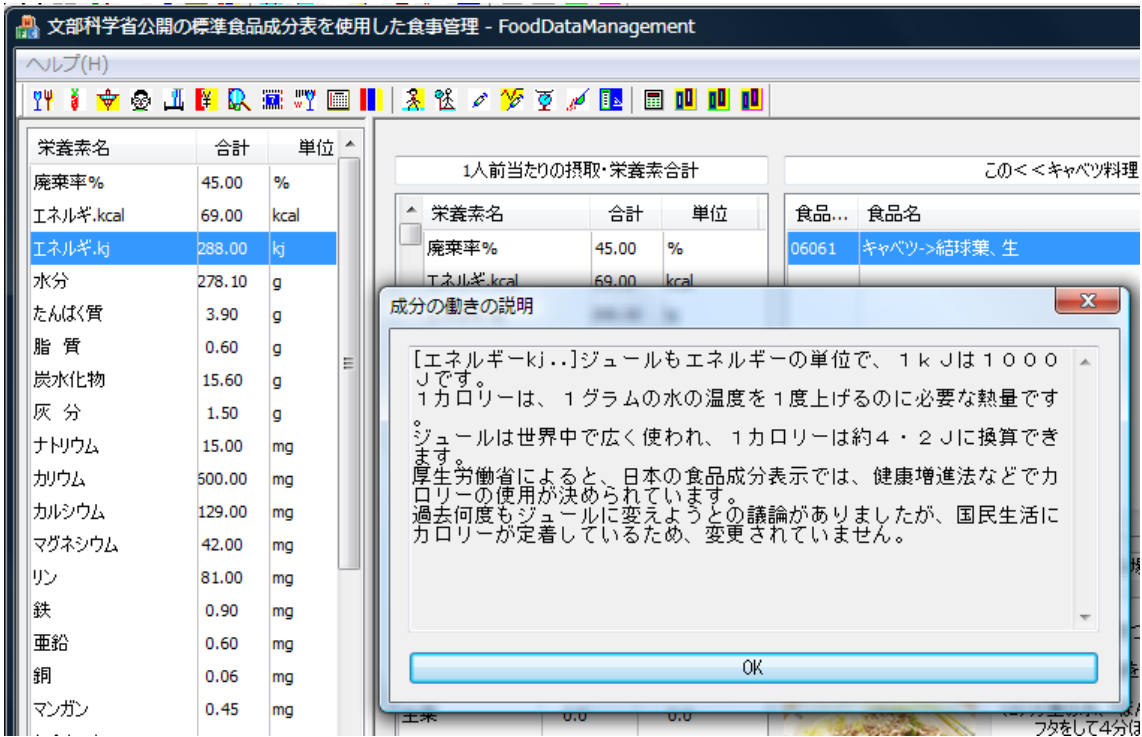 文部科学省公開の標準食品成分表を使用した食事管理 - FoodDataManagement
ヘルプ(H)
栄養素名 合計 単位
廃棄率% 45.00 %
エネルギ.kcal 69.00 kcal
エネルギ.kj 288.00 kj
水分 278.10 g
たんぱく質 3.90 g
脂 質 0.60 g
炭水化物 15.60 g
灰 分 1.50 g
ナトリウム 15.00 mg
カリウム 600.00 mg
カルシウム 129.00 mg
マグネシウム 42.00 mg
リン 81.00 mg
鉄 0.90 mg
亜鉛 0.60 mg
銅 0.06 mg
マンガン 0.45 mg
1人前当たりの摂取・栄養素合計
栄養素名 合計 単位
廃棄率% 45.00 %
エネルギ.kcal 69.00 kcal
この<<キャベツ料理
食品... 食品名
06061 キャベツ->結球葉、生
成分の働きの説明
[エネルギーkj..]ジュールもエネルギーの単位で、1kJは1000
Jです。
1カロリーは、1グラムの水の温度を1度上げるのに必要な熱量です
。
ジュールは世界中で広く使われ、1カロリーは約4・2Jに換算でき
ます。
厚生労働省によると、日本の食品成分表示では、健康増進法などでカ
ロリーの使用が決められています。
過去何度もジュールに変えようとの議論がありましたが、国民生活に
カロリーが定着しているため、変更されていません。
OK
0.0 0.0
フタをして4分ほ